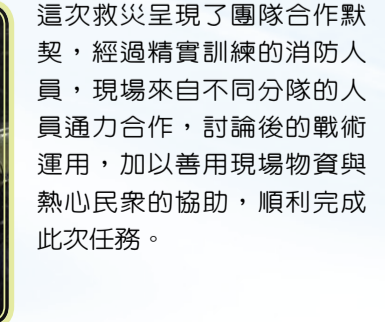 這次救災呈現了團隊合作默
契，經過精實訓練的消防人
員，現場來自不同分隊的人
員通力合作，討論後的戰術
運用，加以善用現場物資與
熱心民眾的協助，順利完成
此次任務。